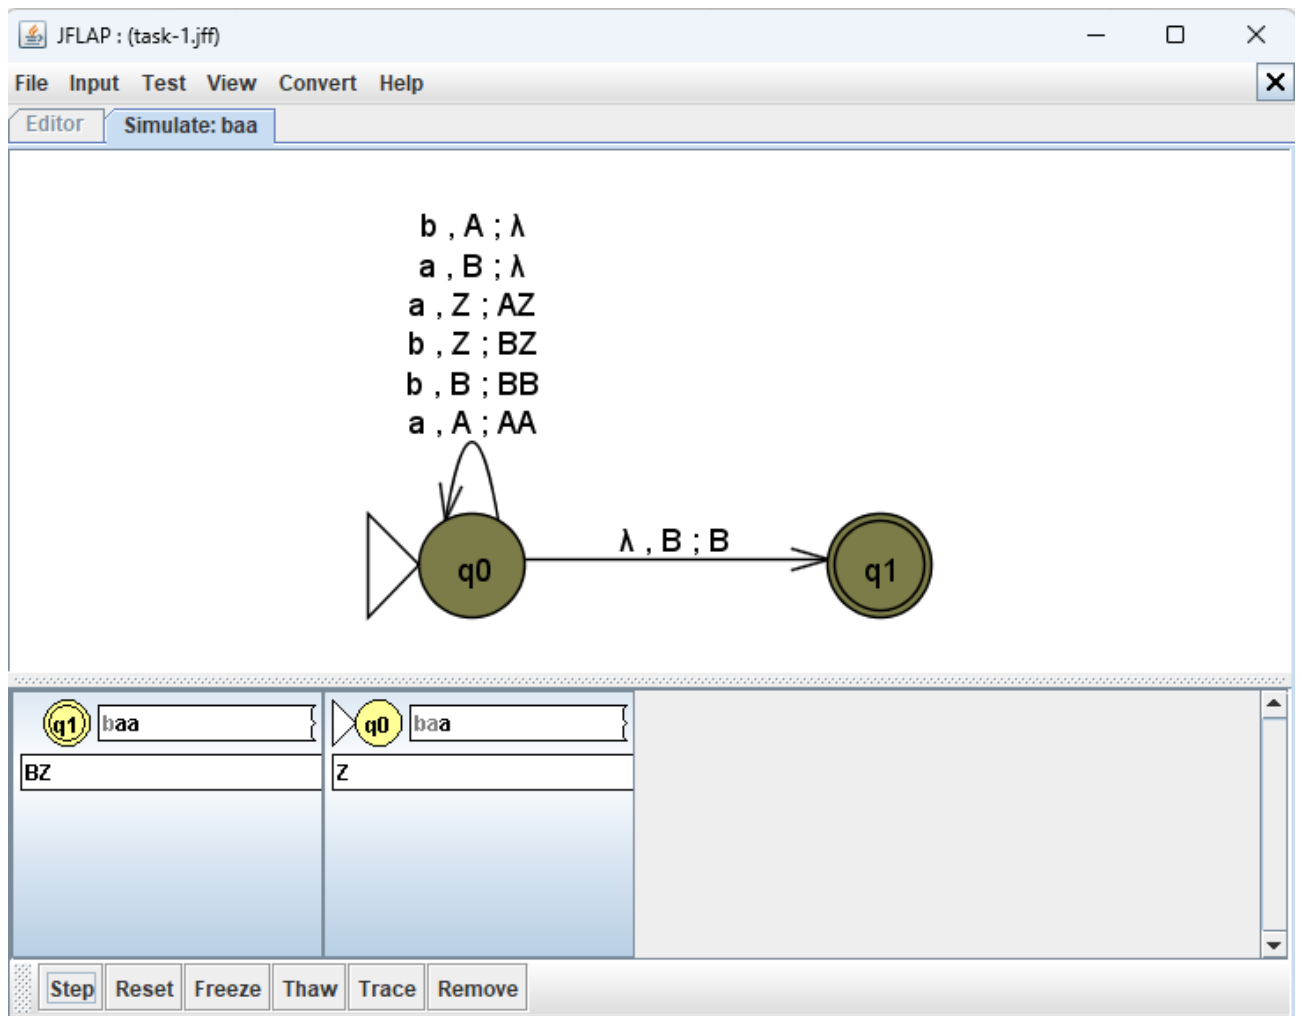 JFLAP : (task-1.jff)
File Input Test View Convert Help
Editor Simulate: baa
b , A ; λ
a , B ; λ
a , Z ; AZ
b , Z ; BZ
b , B ; BB
a , A ; AA
λ , B ; B
q0 q1
q1 baa q0 baa
BZ Z
Step Reset Freeze Thaw Trace Remove